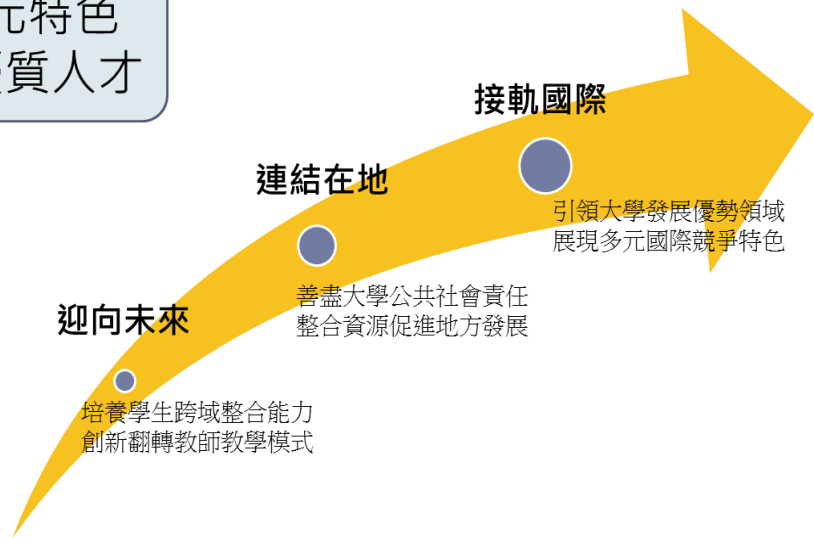 元特色
質人才
接軌國際
引領大學發展優勢領域
展現多元國際競爭特色
連結在地
善盡大學公共社會責任
整合資源促進地方發展
迎向未來
培養學生跨域整合能力
創新翻轉教師教學模式